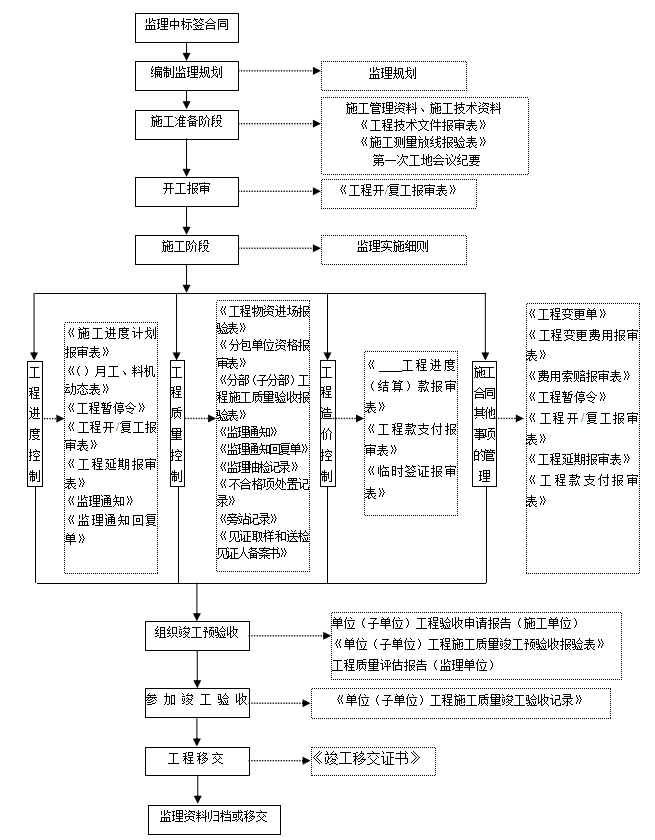 监理中标签合同
编制监理规划
监理规划
施工准备阶段
施工管理资料、施工技术资料
《工程技术文件报审表》
《施工测量放线报验表》
第一次工地会议纪要
开工报审
《工程开/复工报审表》
施工阶段
监理实施细则
工程进度控制
《施工进度计划
报审表》
《（）月工、料机
动态表》
《工程暂停令》
《工程开/复工报
审表》
《工程延期报审
表》
《监理通知》
《监理通知回复
单》
工程质量控制
《工程物资进场报
验表》
《分包单位资格报
审表》
《分部（子分部）工
程施工质量验收报
验表》
《监理通知》
《监理通知回复单》
《监理抽检记录》
《不合格项处置记
录》
《旁站记录》
《见证取样和送检
见证人备案书》
工程造价控制
《___工程进度
（结算）款报审
表》
《工程款支付报
审表》
《临时签证报审
表》
施工
合同
其他
事项
的管
理
《工程变更单》
《工程变更费用报审
表》
《费用索赔报审表》
《工程暂停令》
《工程开/复工报审
表》
《工程延期报审表》
《工程款支付报审
表》
组织竣工预验收
单位（子单位）工程验收申请报告（施工单位）
《单位（子单位）工程施工质量竣工预验收报验表》
工程质量评估报告（监理单位）
参加竣工验收
《单位（子单位）工程施工质量竣工验收记录》
工程移交
《竣工移交证书》
监理资料归档或移交